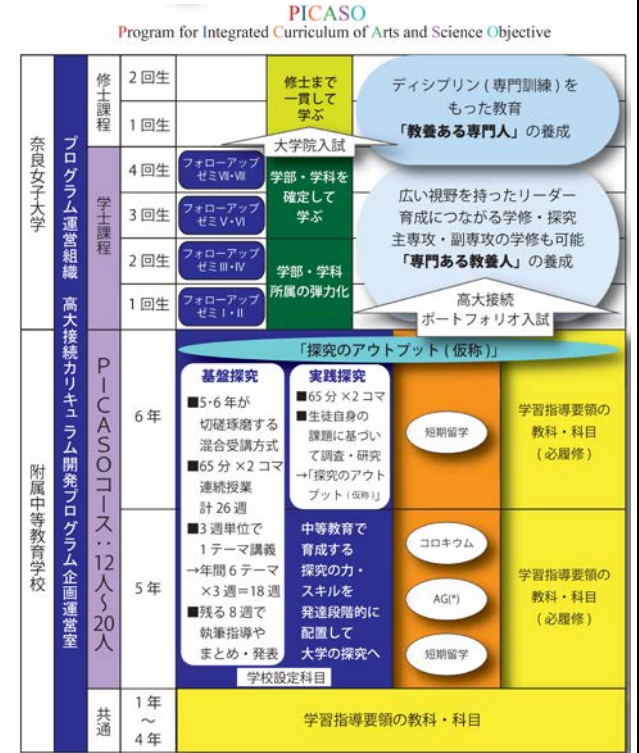 PICASO
Program for Integrated Curriculum of Arts and Science Objective
奈良女子大学
附属中等教育学校
プログラム運営組織 高大接続カリキュラム開発プログラム企画運営室
修士課程
学士課程
PICASOコース:12人〜20人
共通
2回生
1回生
4回生
3回生
2回生
1回生
6年
5年
1年
〜
4年
修士まで
一貫して
学ぶ
大学院入試
ディシプリン(専門訓練)を
もった教育
「教養ある専門人」の養成
フォローアップ
ゼミVII・VIII
フォローアップ
ゼミV・VI
フォローアップ
ゼミIII・IV
フォローアップ
ゼミI・II
学部・学科を
確定して
学ぶ
学部・学科
所属の弾力化
広い視野を持ったリーダー
育成につながる学修・探究
主専攻・副専攻の学修も可能
「専門ある教養人」の養成
高大接続
ポートフォリオ入試
「探究のアウトプット(仮称)」
基盤探究
■5・6年が
切磋琢磨する
混合受講方式
■65分×2コマ
連続授業
計26週
■3週単位で
1テーマ講義
→年間6テーマ
×3週=18週
■残る8週で
執筆指導や
まとめ・発表
実践探究
■65分×2コマ
■生徒自身の
課題に基づい
て調査・研究
→「探究のアウト
プット(仮称)」
中等教育で
育成する
探究の力・
スキルを
発達段階的に
配置して
大学の探究へ
学校設定科目
短期留学
コロキウム
AG(*)
短期留学
学習指導要領の
教科・科目
(必履修)
学習指導要領の
教科・科目
(必履修)
学習指導要領の教科・科目